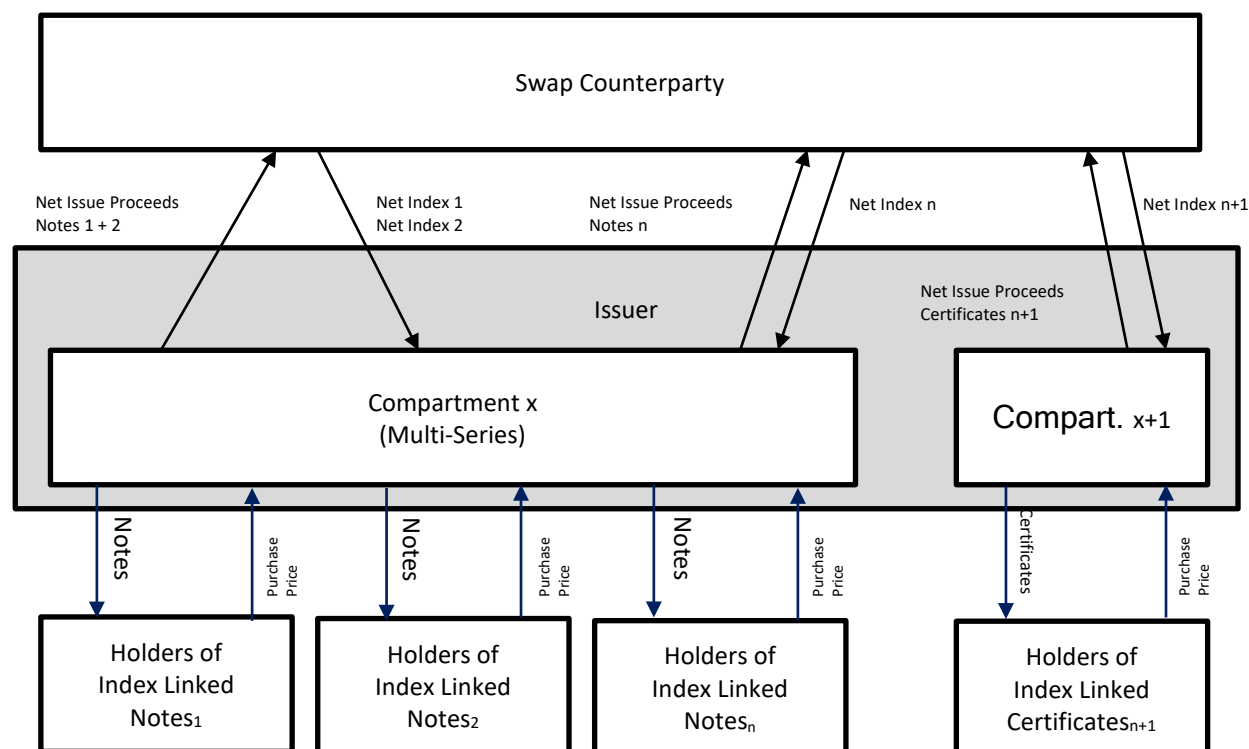 Swap Counterparty
Net Issue Proceeds
Notes 1 + 2
Net Index 1
Net Index 2
Net Issue Proceeds
Notes n
Net Index n
Net Index n+1
Issuer
Net Issue Proceeds
Certificates n+1
Compartment x
(Multi-Series)
Compart. x+1
Notes
Purchase
Price
Notes
Purchase
Price
Notes
Purchase
Price
Certificates
Purchase
Price
Holders of
Index Linked
Notes1
Holders of
Index Linked
Notes2
Holders of
Index Linked
Notesn
Holders of
Index Linked
Certificatesn+1